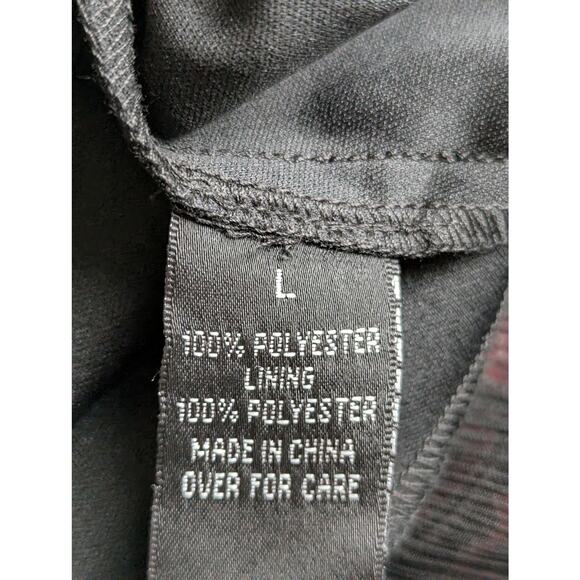 L
100% POLYESTER
LINING
100% POLYESTER
MADE IN CHINA
OVER FOR CARE